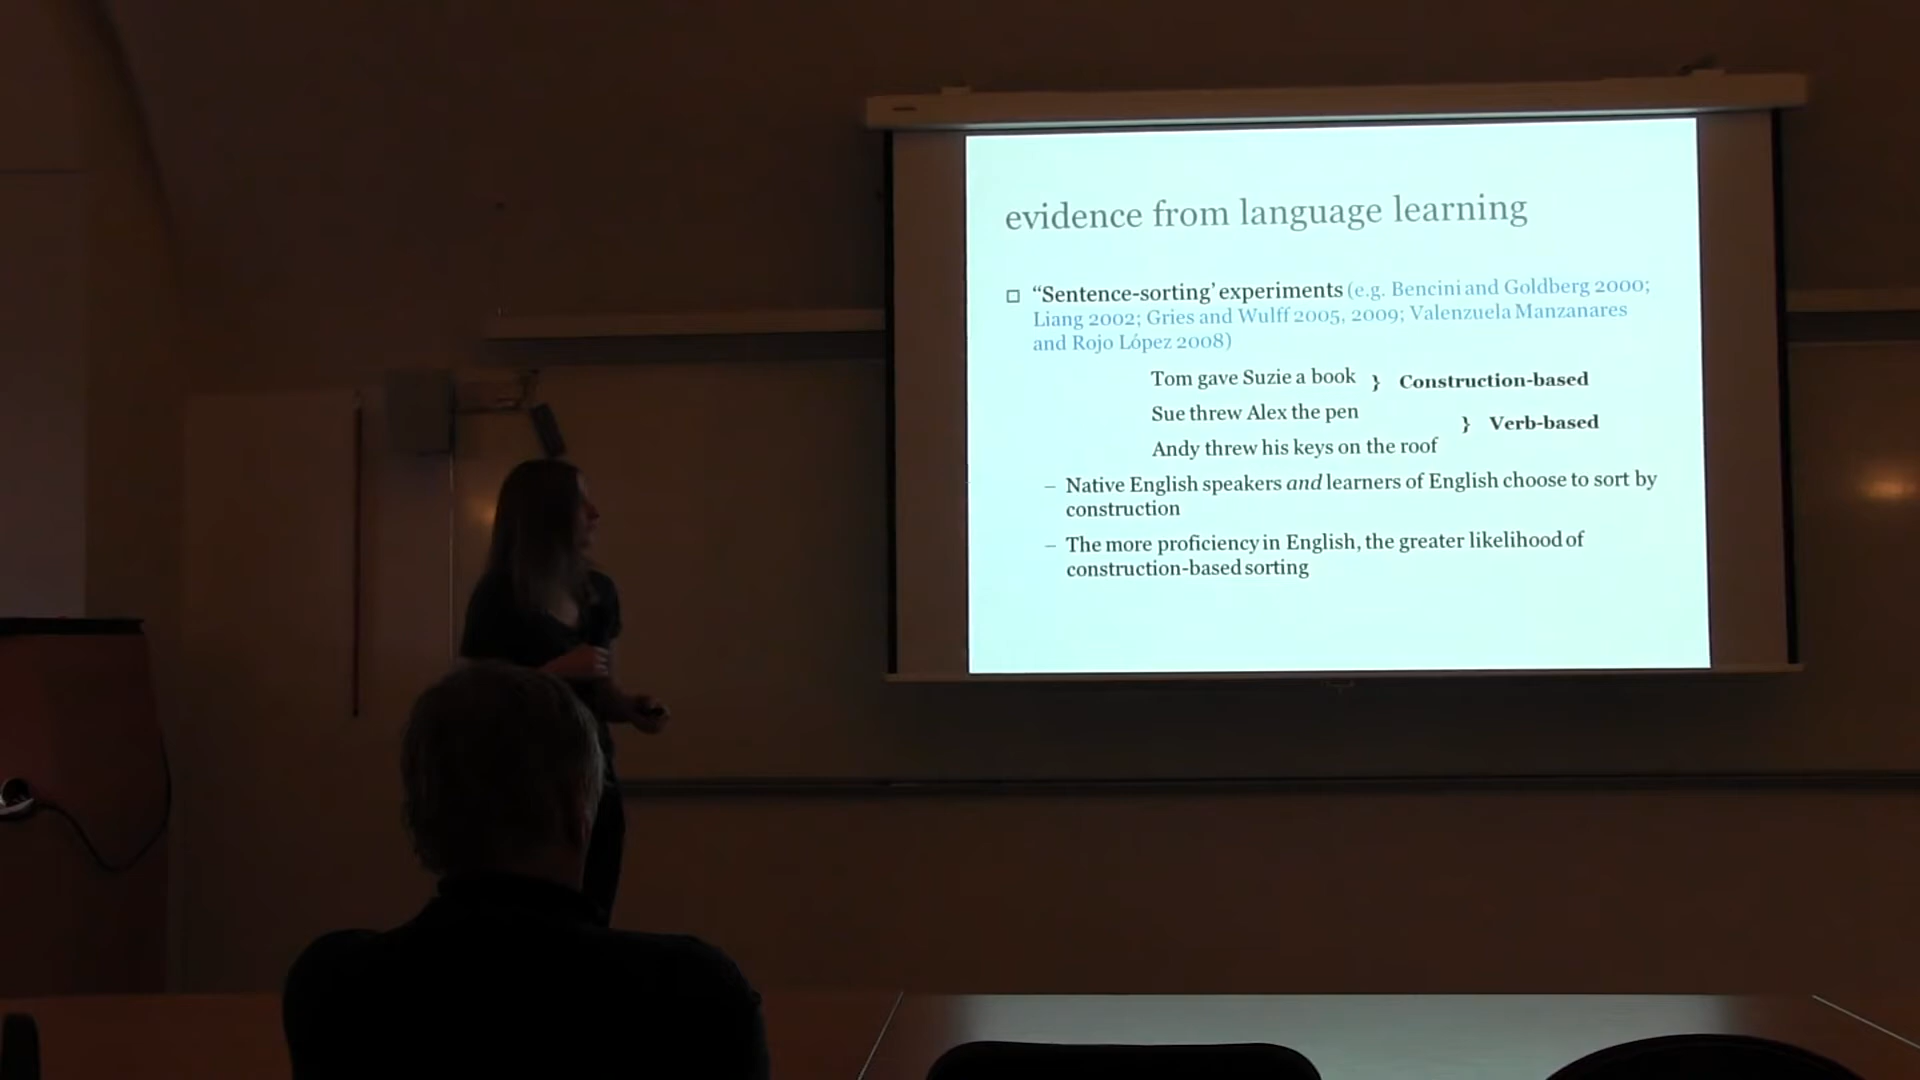 evidence from language learning
“Sentence-sorting’ experiments (e.g. Bencini and Goldberg 2000;
Liang 2002; Gries and Wulff 2005, 2009; Valenzuela Manzanares
and Rojo López 2008)
Tom gave Suzie a book } Construction-based
Sue threw Alex the pen
} Verb-based
Andy threw his keys on the roof
– Native English speakers and learners of English choose to sort by
construction
– The more proficiency in English, the greater likelihood of
construction-based sorting